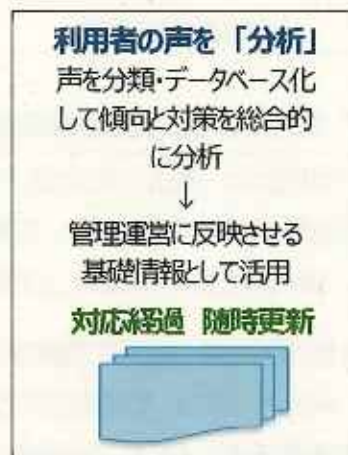 利用者の声を「分析」
声を分類・データベース化
して傾向と対策を総合的
に分析
↓
管理運営に反映させる
基礎情報として活用
対応経過 随時更新